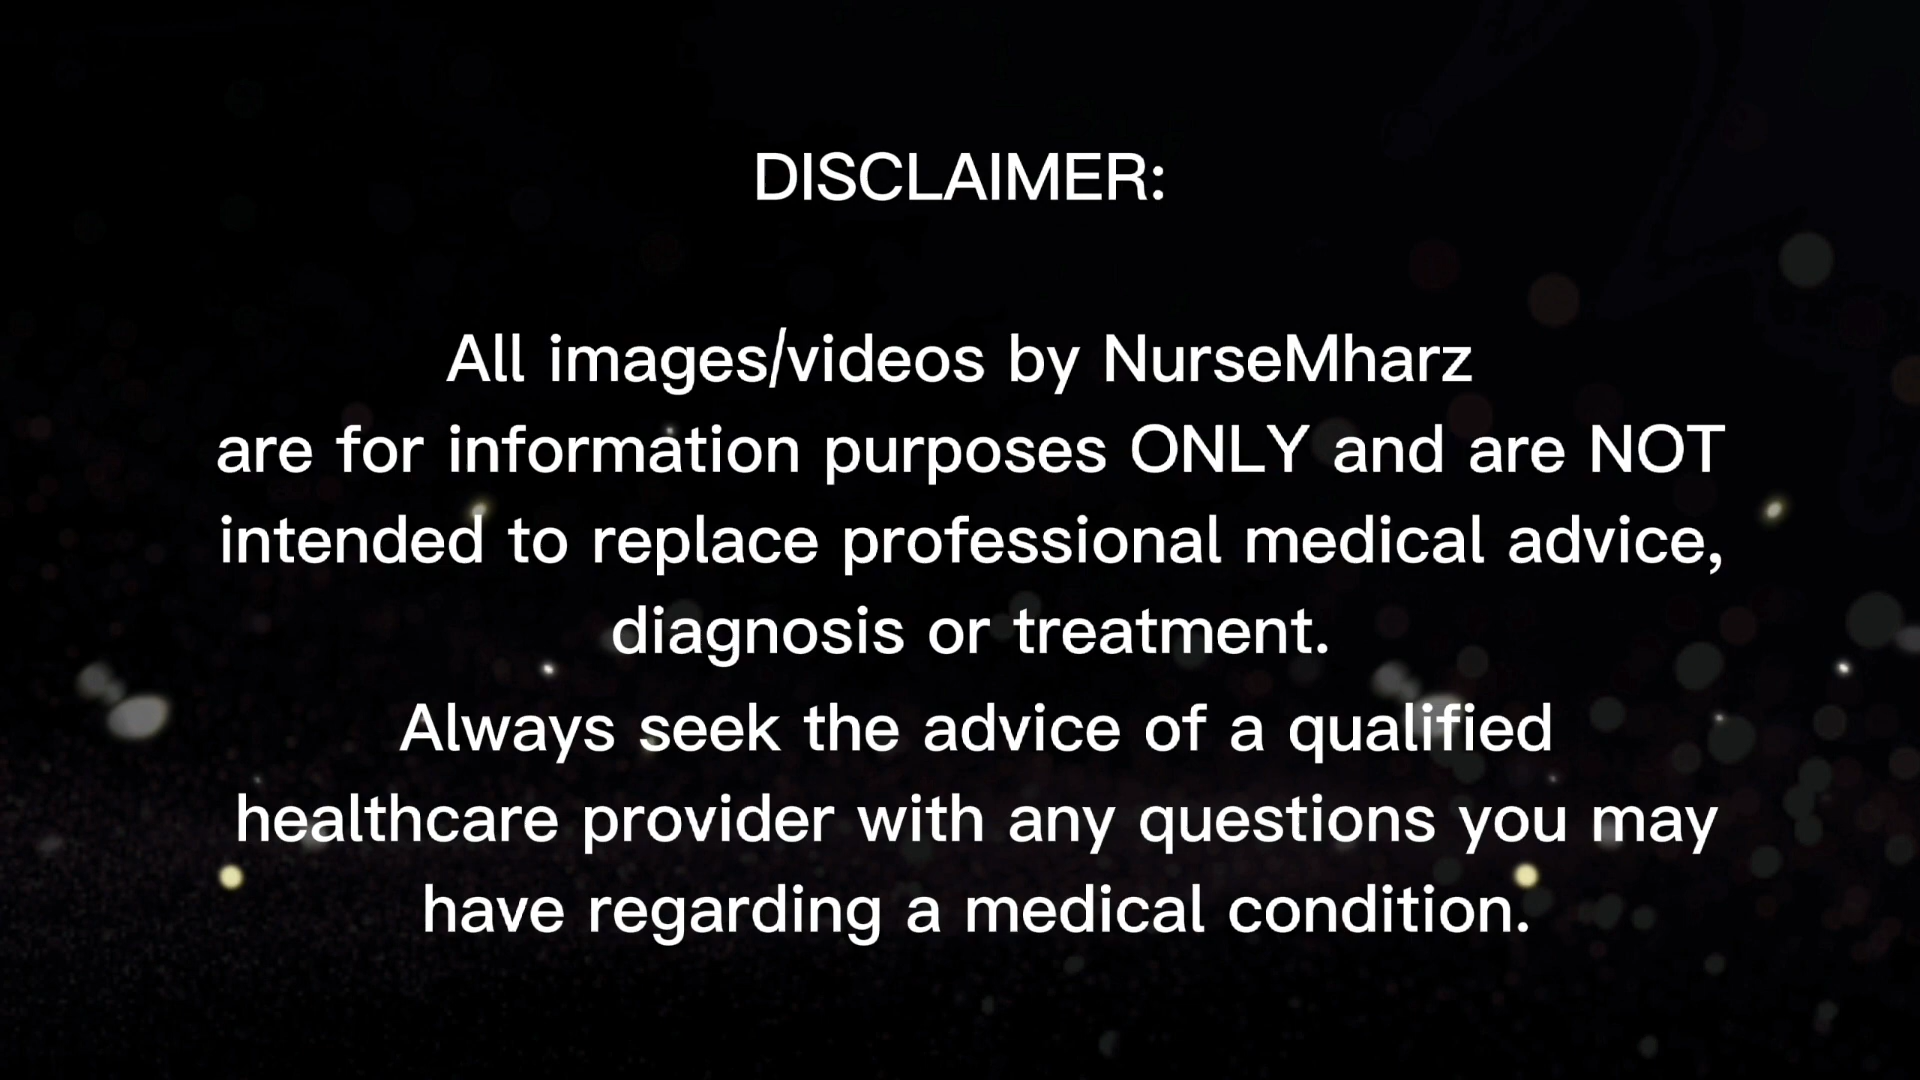 DISCLAIMER:
All images/videos by NurseMharz
are for information purposes ONLY and are NOT
intended to replace professional medical advice,
diagnosis or treatment.
Always seek the advice of a qualified
healthcare provider with any questions you may
have regarding a medical condition.